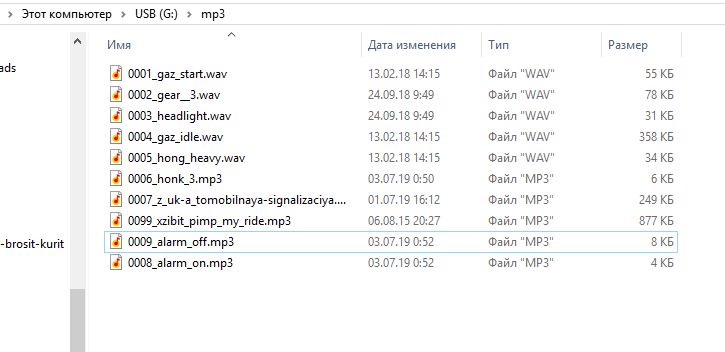 Этот компьютер > USB (G:) > mp3
Имя Дата изменения Тип Размер
ads
0001_gaz_start.wav 13.02.18 14:15 Файл "WAV" 55 КБ
0002_gear__3.wav 24.09.18 9:49 Файл "WAV" 78 КБ
0003_headlight.wav 24.09.18 9:49 Файл "WAV" 31 КБ
0004_gaz_idle.wav 13.02.18 14:15 Файл "WAV" 358 КБ
0005_hong_heavy.wav 13.02.18 14:15 Файл "WAV" 34 КБ
0006_honk_3.mp3 03.07.19 0:50 Файл "MP3" 6 КБ
0007_z_uk-a_tomobilnaya-signalizaciya.... 01.07.19 16:12 Файл "MP3" 249 КБ
0099_xzibit_pimp_my_ride.mp3 06.08.15 20:27 Файл "MP3" 877 КБ
-brosit-kurit
0009_alarm_off.mp3 03.07.19 0:52 Файл "MP3" 8 КБ
0008_alarm_on.mp3 03.07.19 0:52 Файл "MP3" 4 КБ